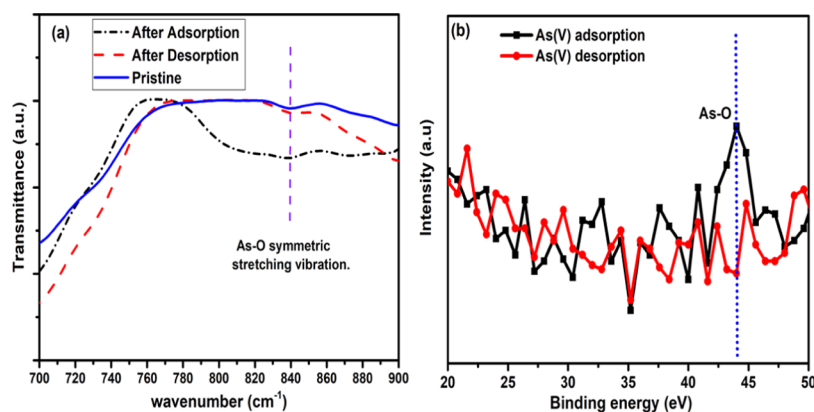 (a)
After Adsorption
After Desorption
Pristine
As-O symmetric
stretching vibration.
Transmittance (a.u.)
700 720 740 760 780 800 820 840 860 880 900
wavenumber (cm⁻¹)
(b)
As(V) adsorption
As(V) desorption
As-O
Intensity (a.u)
20 25 30 35 40 45 50
Binding energy (eV)